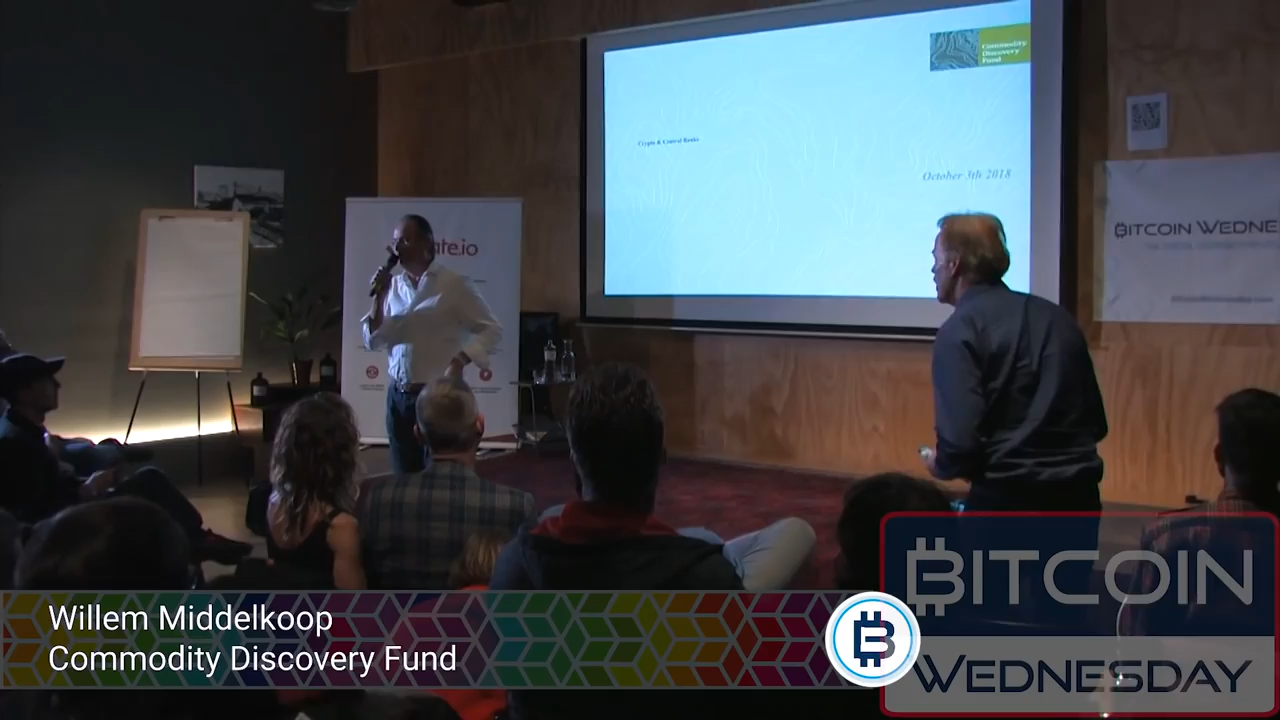 Commodity
Discovery
Fund
Crypto & Central Banks
October 3th 2018
ate.io
BITCOIN WEDNE
Willem Middelkoop
Commodity Discovery Fund
BITCOIN
WEDNESDAY